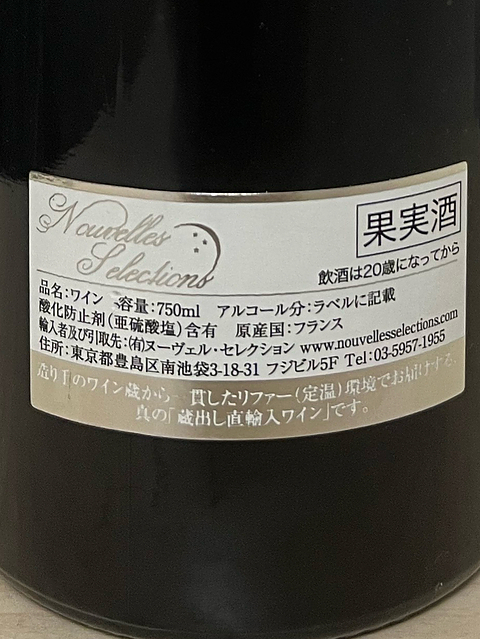 Nouvelles
Selections
果実酒
飲酒は20歳になってから
品名：ワイン　容量：750ml　アルコール分：ラベルに記載
酸化防止剤（亜硫酸塩）含有　原産国：フランス
輸入者及び引取先：(有)ヌーヴェル・セレクション www.nouvellesselections.com
住所：東京都豊島区南池袋3-18-31 フジビル5F Tel：03-5957-1955
造り手のワイン蔵から一貫したリファー（定温）環境でお届けする、
真の「蔵出し直輸入ワイン」です。